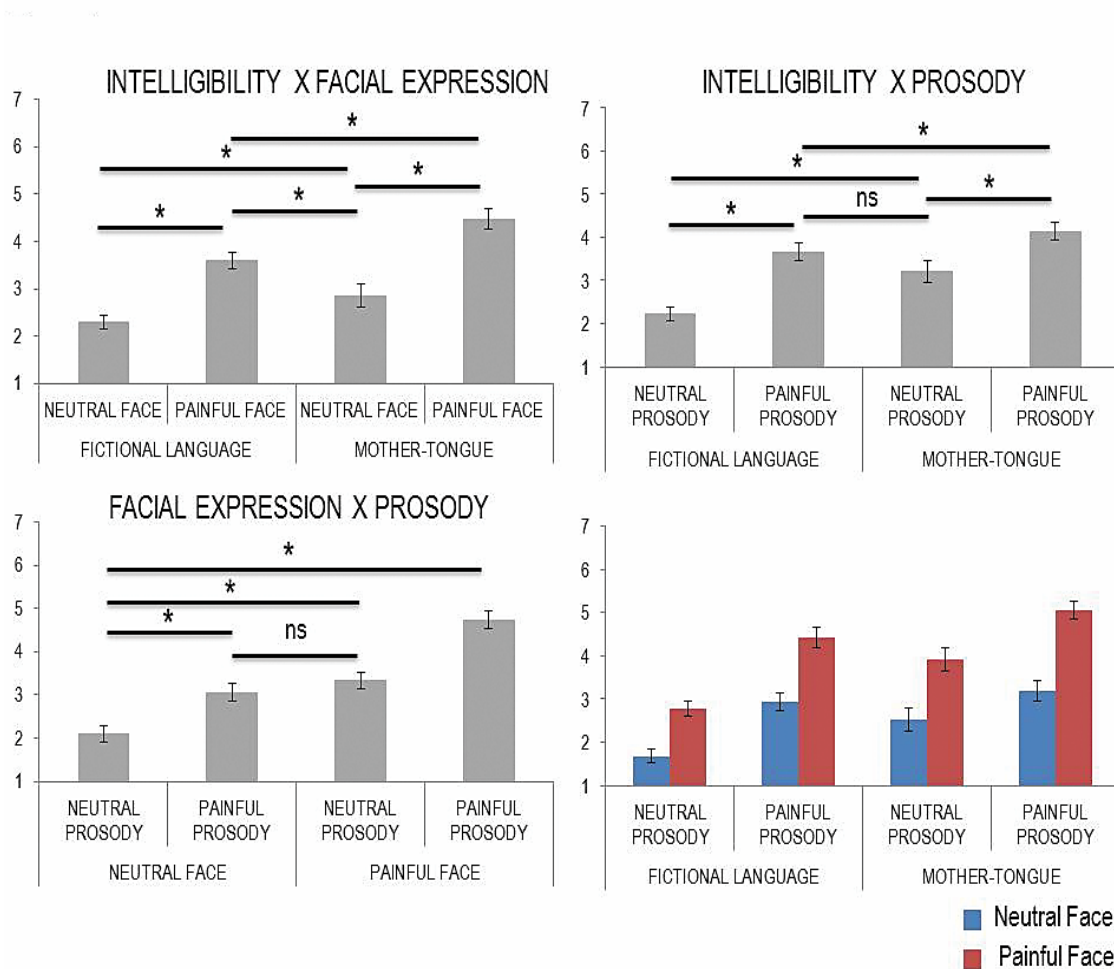 INTELLIGIBILITY X FACIAL EXPRESSION
7
6
5
4
3
2
1
*
*
*
*
*
NEUTRAL FACE PAINFUL FACE NEUTRAL FACE PAINFUL FACE
FICTIONAL LANGUAGE MOTHER-TONGUE
INTELLIGIBILITY X PROSODY
7
6
5
4
3
2
1
*
*
*
ns
*
NEUTRAL PAINFUL NEUTRAL PAINFUL
PROSODY PROSODY PROSODY PROSODY
FICTIONAL LANGUAGE MOTHER-TONGUE
FACIAL EXPRESSION X PROSODY
7
6
5
4
3
2
1
*
*
*
ns
NEUTRAL PAINFUL NEUTRAL PAINFUL
PROSODY PROSODY PROSODY PROSODY
NEUTRAL FACE PAINFUL FACE
7
6
5
4
3
2
1
NEUTRAL PAINFUL NEUTRAL PAINFUL
PROSODY PROSODY PROSODY PROSODY
FICTIONAL LANGUAGE MOTHER-TONGUE
Neutral Face
Painful Face